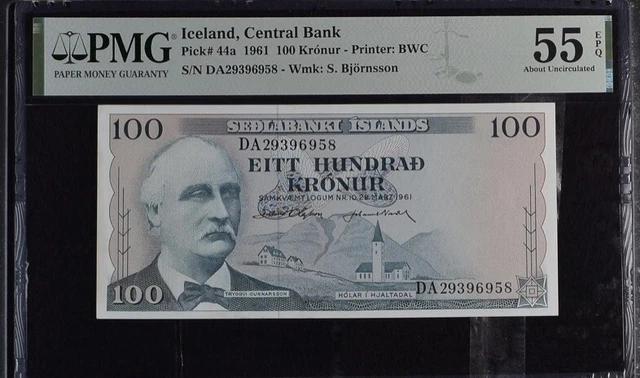 PMG
PAPER MONEY GUARANTY
Iceland, Central Bank
Pick# 44a 1961 100 Krónur - Printer: BWC
S/N DA29396958 - Wmk: S. Björnsson
55
EPQ
About Uncirculated
100
SEÐLABANKI ÍSLANDS
100
DA29396958
EITT HUNDRAÐ
KRÓNUR
SAMKVÆMT LÖGUM NR. 10, 29. MARZ 1961
TRYGGVI GUNNARSSON
HÓLAR Í HJALTADAL
100
DA29396958